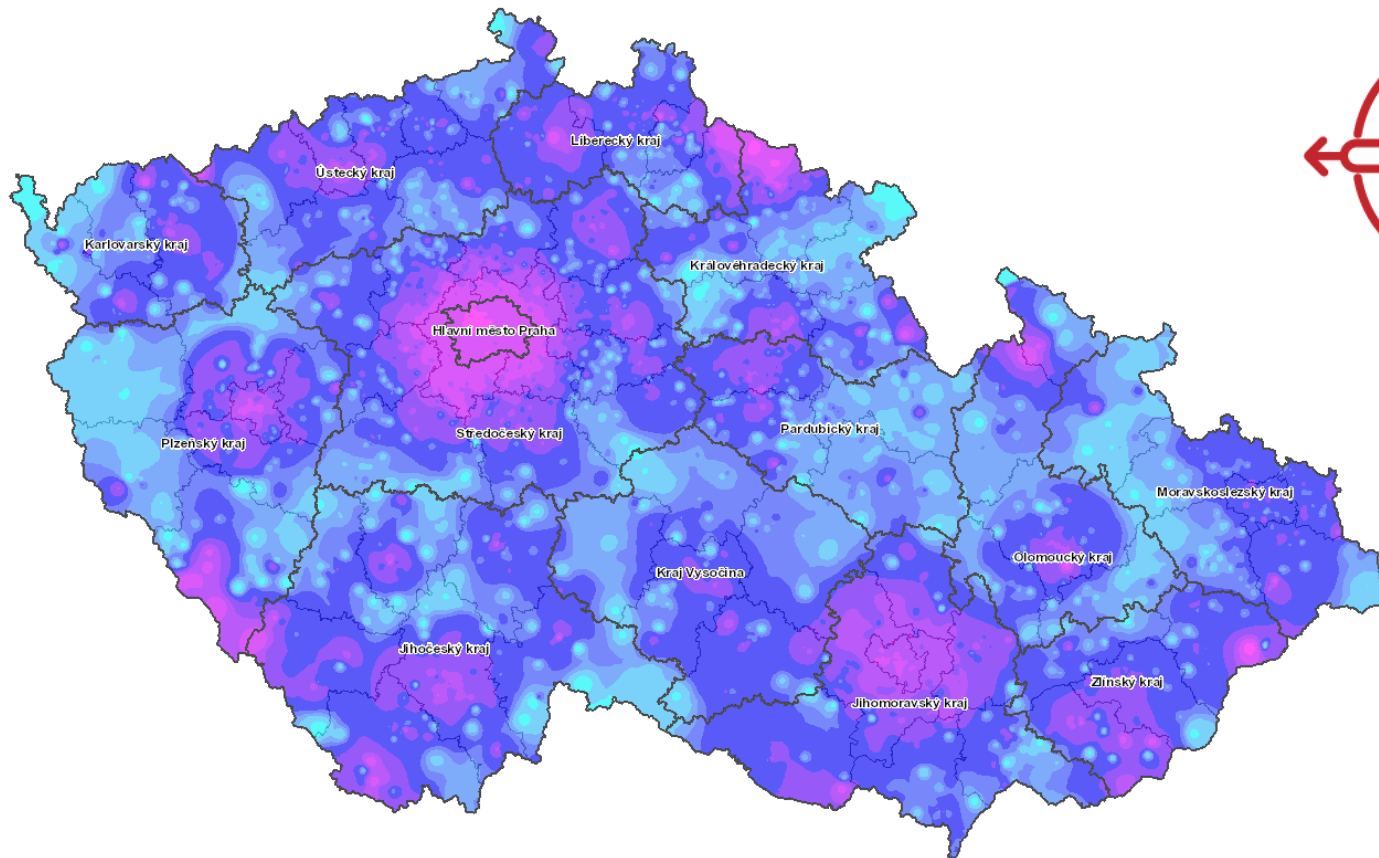 Liberecký kraj
Ústecký kraj
Karlovarský kraj
Královéhradecký kraj
Hlavní město Praha
Středočeský kraj
Pardubický kraj
Plzeňský kraj
Moravskoslezský kraj
Olomoucký kraj
Kraj Vysočina
Jihočeský kraj
Zlínský kraj
Jihomoravský kraj